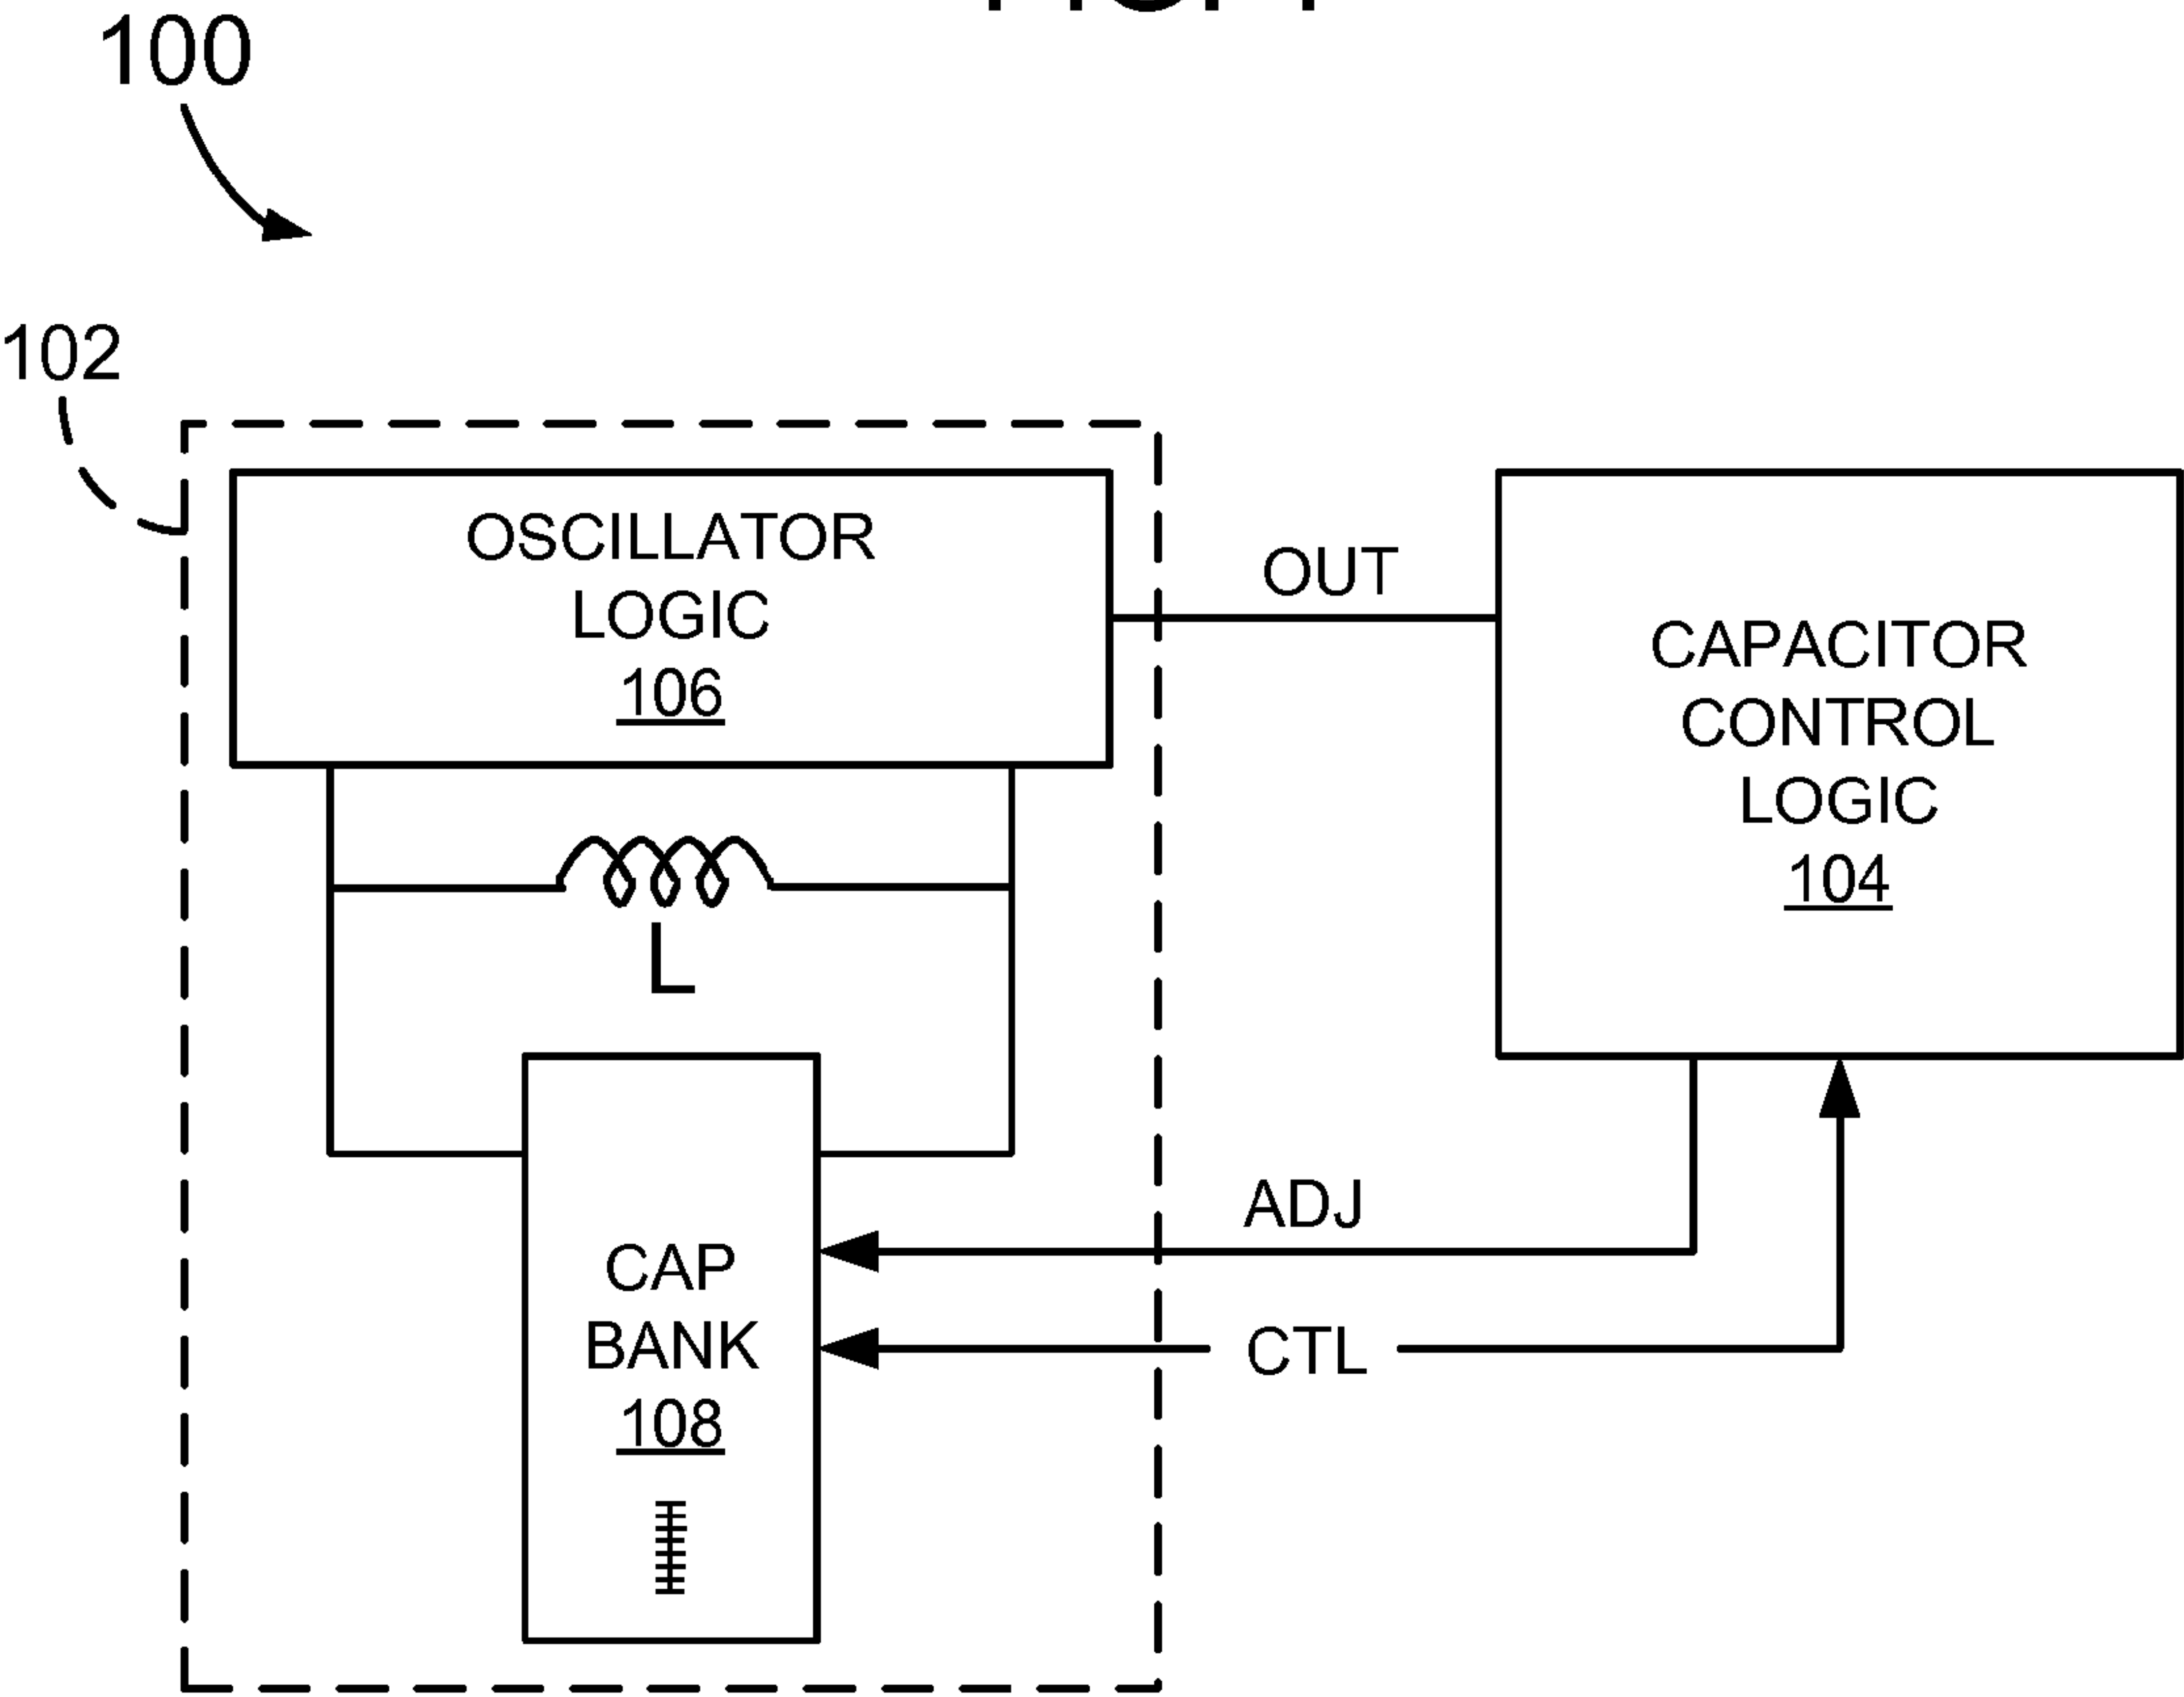 100
102
OSCILLATOR
LOGIC
106
OUT
CAPACITOR
CONTROL
LOGIC
104
L
ADJ
CAP
BANK
108
CTL